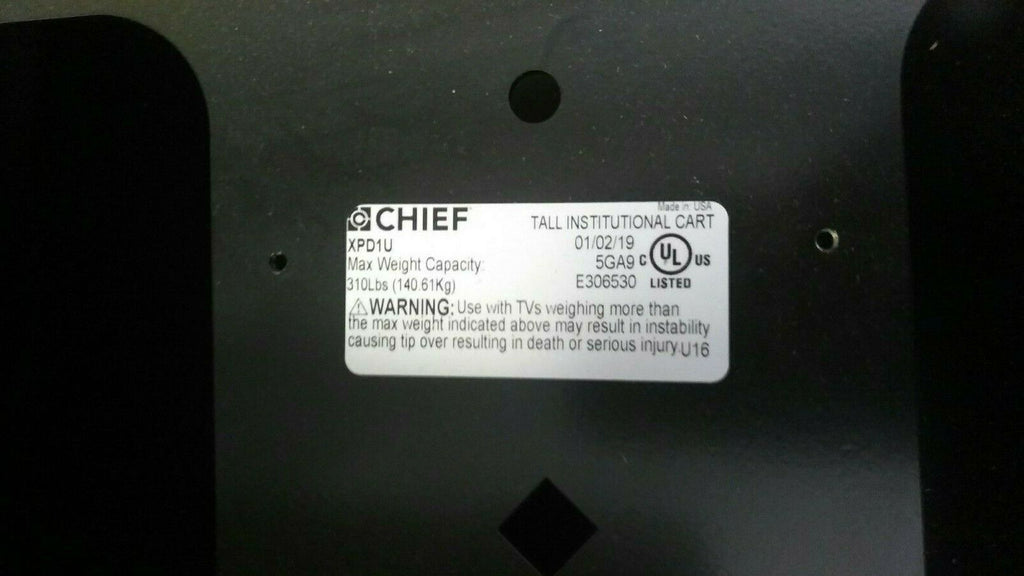 Made in: USA
CHIEF TALL INSTITUTIONAL CART
XPD1U 01/02/19
Max Weight Capacity: 5GA9 C UL US
310Lbs (140.61Kg) E306530 LISTED
WARNING: Use with TVs weighing more than
the max weight indicated above may result in instability
causing tip over resulting in death or serious injury. U16